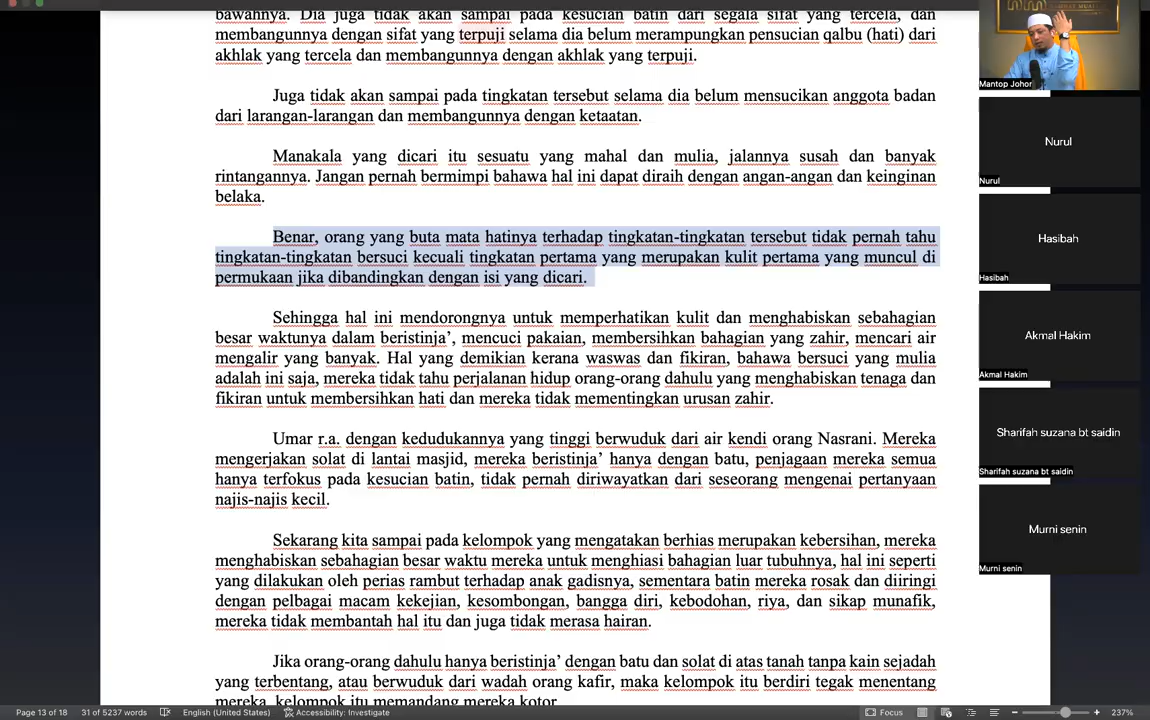 bawahnya. Dia juga tidak akan sampai pada kesucian batin dari segala sifat yang tercela, dan
membangunnya dengan sifat yang terpuji selama dia belum merampungkan pensucian qalbu (hati) dari
akhlak yang tercela dan membangunnya dengan akhlak yang terpuji.
Juga tidak akan sampai pada tingkatan tersebut selama dia belum mensucikan anggota badan
dari larangan-larangan dan membangunnya dengan ketaatan.
Manakala yang dicari itu sesuatu yang mahal dan mulia, jalannya susah dan banyak
rintangannya. Jangan pernah bermimpi bahawa hal ini dapat diraih dengan angan-angan dan keinginan
belaka.
Benar, orang yang buta mata hatinya terhadap tingkatan-tingkatan tersebut tidak pernah tahu
tingkatan-tingkatan bersuci kecuali tingkatan pertama yang merupakan kulit pertama yang muncul di
permukaan jika dibandingkan dengan isi yang dicari.
Sehingga hal ini mendorongnya untuk memperhatikan kulit dan menghabiskan sebahagian
besar waktunya dalam beristinja', mencuci pakaian, membersihkan bahagian yang zahir, mencari air
mengalir yang banyak. Hal yang demikian kerana waswas dan fikiran, bahawa bersuci yang mulia
adalah ini saja, mereka tidak tahu perjalanan hidup orang-orang dahulu yang menghabiskan tenaga dan
fikiran untuk membersihkan hati dan mereka tidak mementingkan urusan zahir.
Umar r.a. dengan kedudukannya yang tinggi berwuduk dari air kendi orang Nasrani. Mereka
mengerjakan solat di lantai masjid, mereka beristinja' hanya dengan batu, penjagaan mereka semua
hanya terfokus pada kesucian batin, tidak pernah diriwayatkan dari seseorang mengenai pertanyaan
najis-najis kecil.
Sekarang kita sampai pada kelompok yang mengatakan berhias merupakan kebersihan, mereka
menghabiskan sebahagian besar waktu mereka untuk menghiasi bahagian luar tubuhnya, hal ini seperti
yang dilakukan oleh perias rambut terhadap anak gadisnya, sementara batin mereka rosak dan diiringi
dengan pelbagai macam kekejian, kesombongan, bangga diri, kebodohan, riya, dan sikap munafik,
mereka tidak membantah hal itu dan juga tidak merasa hairan.
Jika orang-orang dahulu hanya beristinja' dengan batu dan solat di atas tanah tanpa kain sejadah
yang terbentang, atau berwuduk dari wadah orang kafir, maka kelompok itu berdiri tegak menentang
mereka, kelompok itu memandang mereka kotor.
Page 13 of 18 31 of 5237 words English (United States) Accessibility: Investigate Focus 237%
Mantop Johor
Nurul
Nurul
Hasibah
Hasibah
Akmal Hakim
Akmal Hakim
Sharifah suzana bt saidin
Sharifah suzana bt saidin
Murni senin
Murni senin